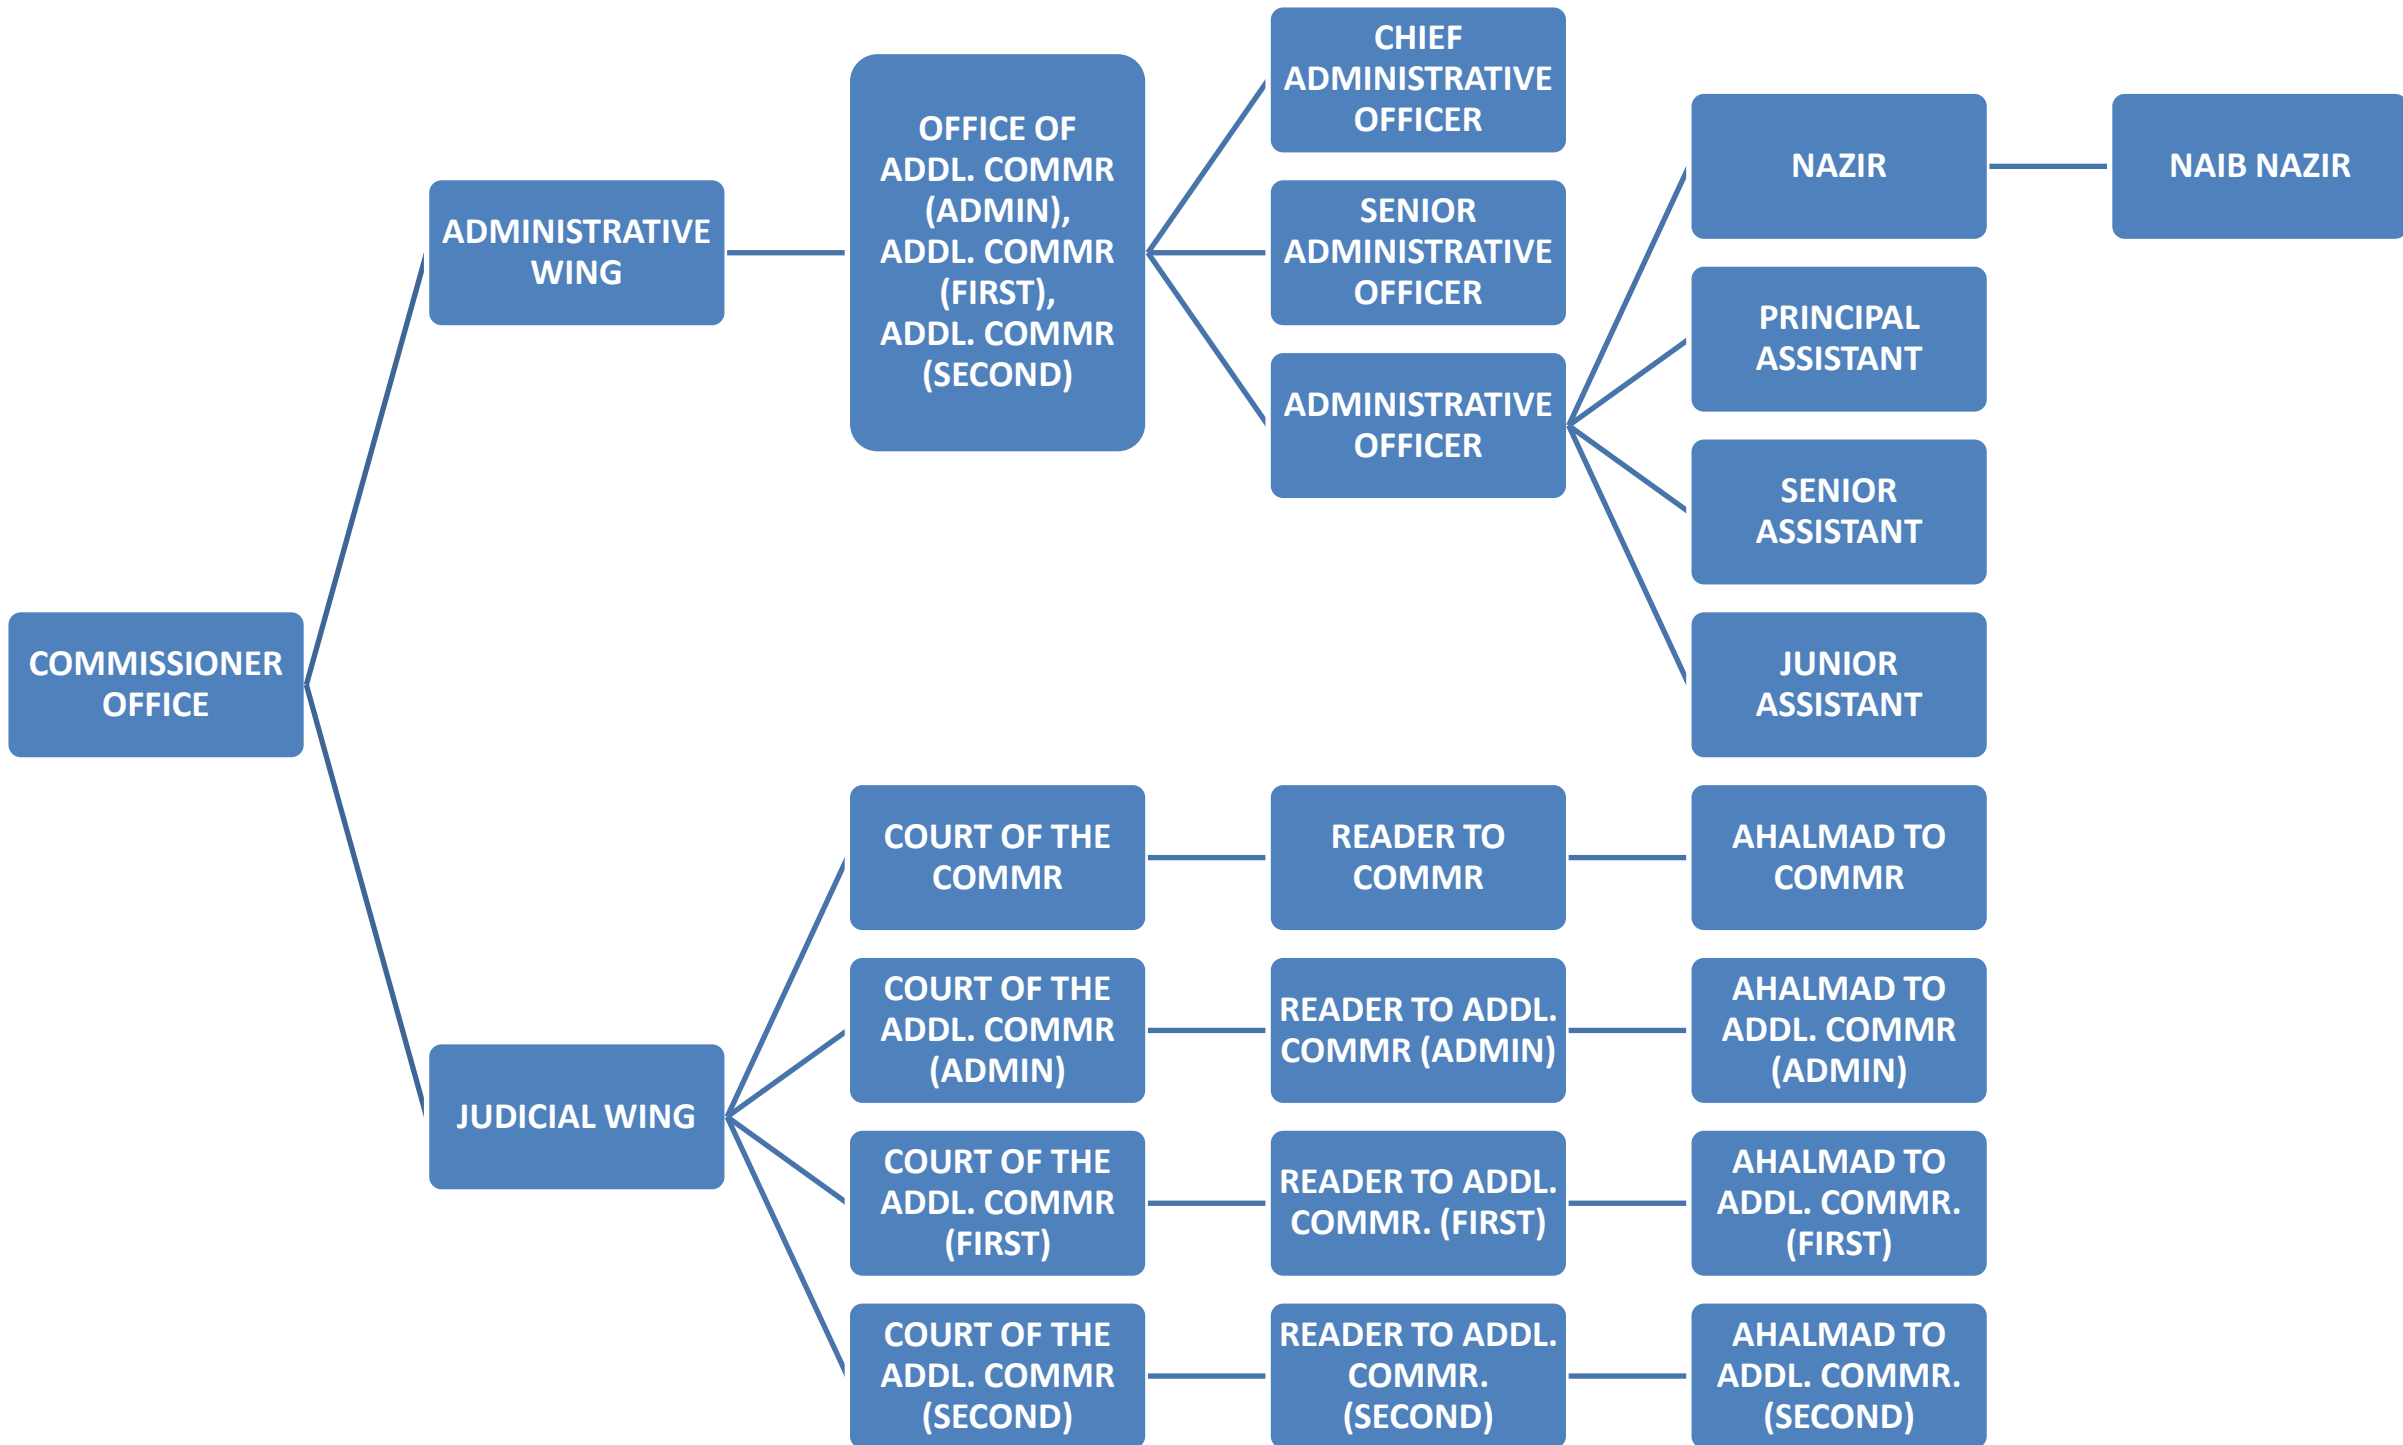 COMMISSIONER
OFFICE
ADMINISTRATIVE
WING
OFFICE OF
ADDL. COMMR
(ADMIN),
ADDL. COMMR
(FIRST),
ADDL. COMMR
(SECOND)
CHIEF
ADMINISTRATIVE
OFFICER
SENIOR
ADMINISTRATIVE
OFFICER
ADMINISTRATIVE
OFFICER
NAZIR
NAIB NAZIR
PRINCIPAL
ASSISTANT
SENIOR
ASSISTANT
JUNIOR
ASSISTANT
JUDICIAL WING
COURT OF THE
COMMR
READER TO
COMMR
AHALMAD TO
COMMR
COURT OF THE
ADDL. COMMR
(ADMIN)
READER TO ADDL.
COMMR (ADMIN)
AHALMAD TO
ADDL. COMMR
(ADMIN)
COURT OF THE
ADDL. COMMR
(FIRST)
READER TO ADDL.
COMMR. (FIRST)
AHALMAD TO
ADDL. COMMR.
(FIRST)
COURT OF THE
ADDL. COMMR
(SECOND)
READER TO ADDL.
COMMR.
(SECOND)
AHALMAD TO
ADDL. COMMR.
(SECOND)